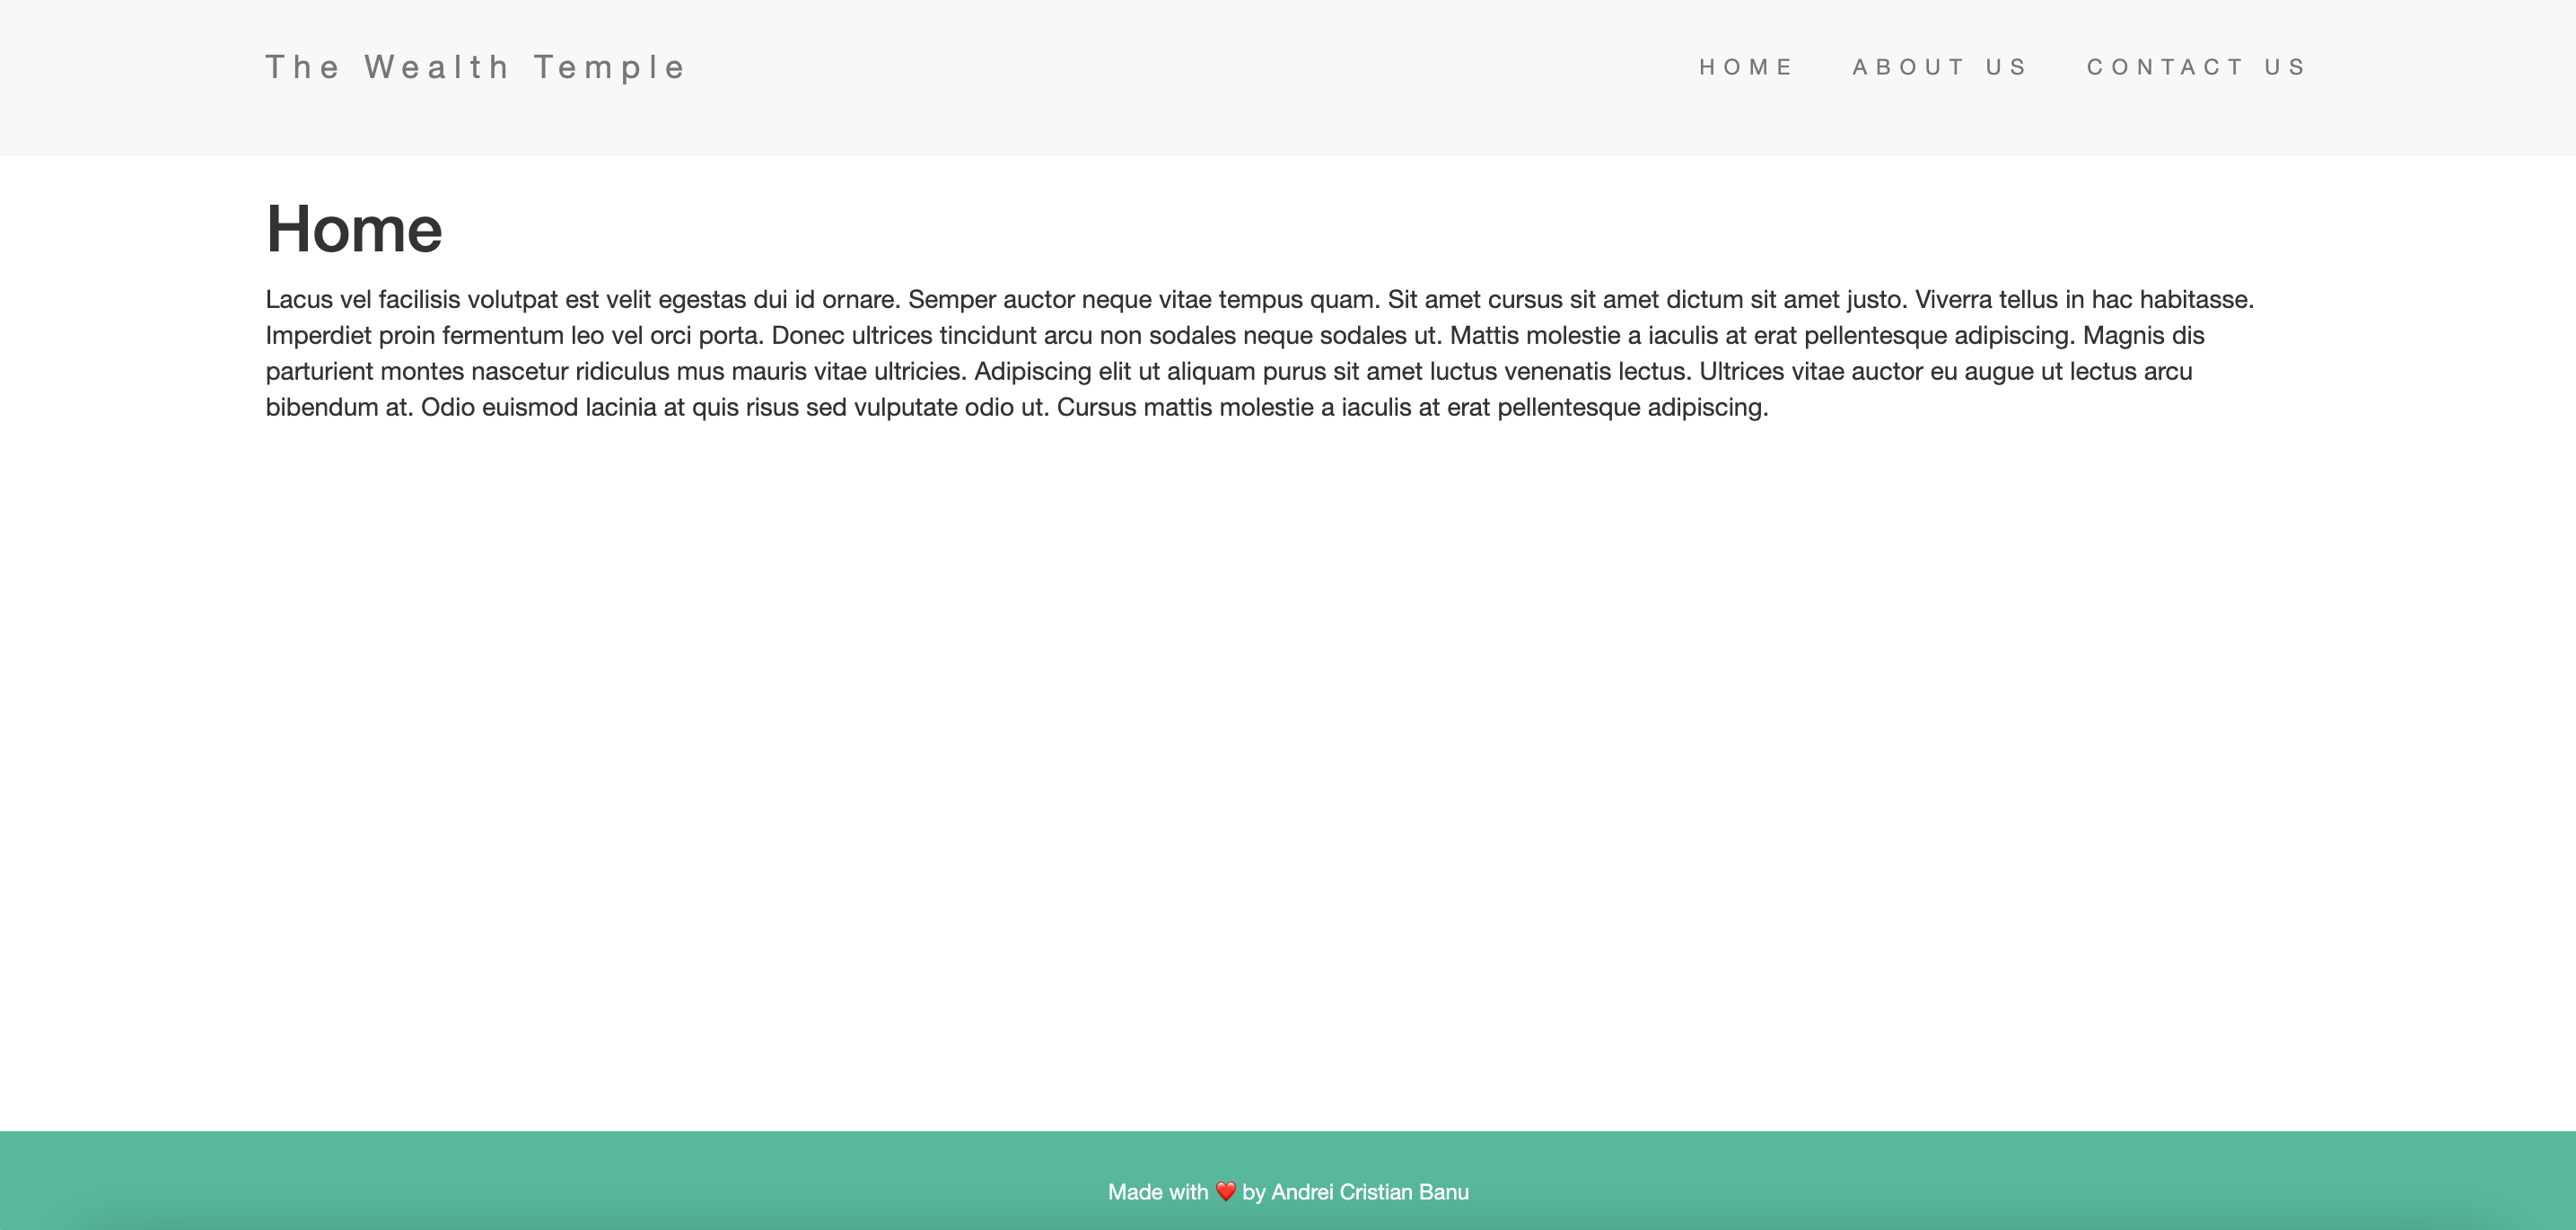 The Wealth Temple
HOME ABOUT US CONTACT US
Home
Lacus vel facilisis volutpat est velit egestas dui id ornare. Semper auctor neque vitae tempus quam. Sit amet cursus sit amet dictum sit amet justo. Viverra tellus in hac habitasse.
Imperdiet proin fermentum leo vel orci porta. Donec ultrices tincidunt arcu non sodales neque sodales ut. Mattis molestie a iaculis at erat pellentesque adipiscing. Magnis dis
parturient montes nascetur ridiculus mus mauris vitae ultricies. Adipiscing elit ut aliquam purus sit amet luctus venenatis lectus. Ultrices vitae auctor eu augue ut lectus arcu
bibendum at. Odio euismod lacinia at quis risus sed vulputate odio ut. Cursus mattis molestie a iaculis at erat pellentesque adipiscing.
Made with ❤️ by Andrei Cristian Banu